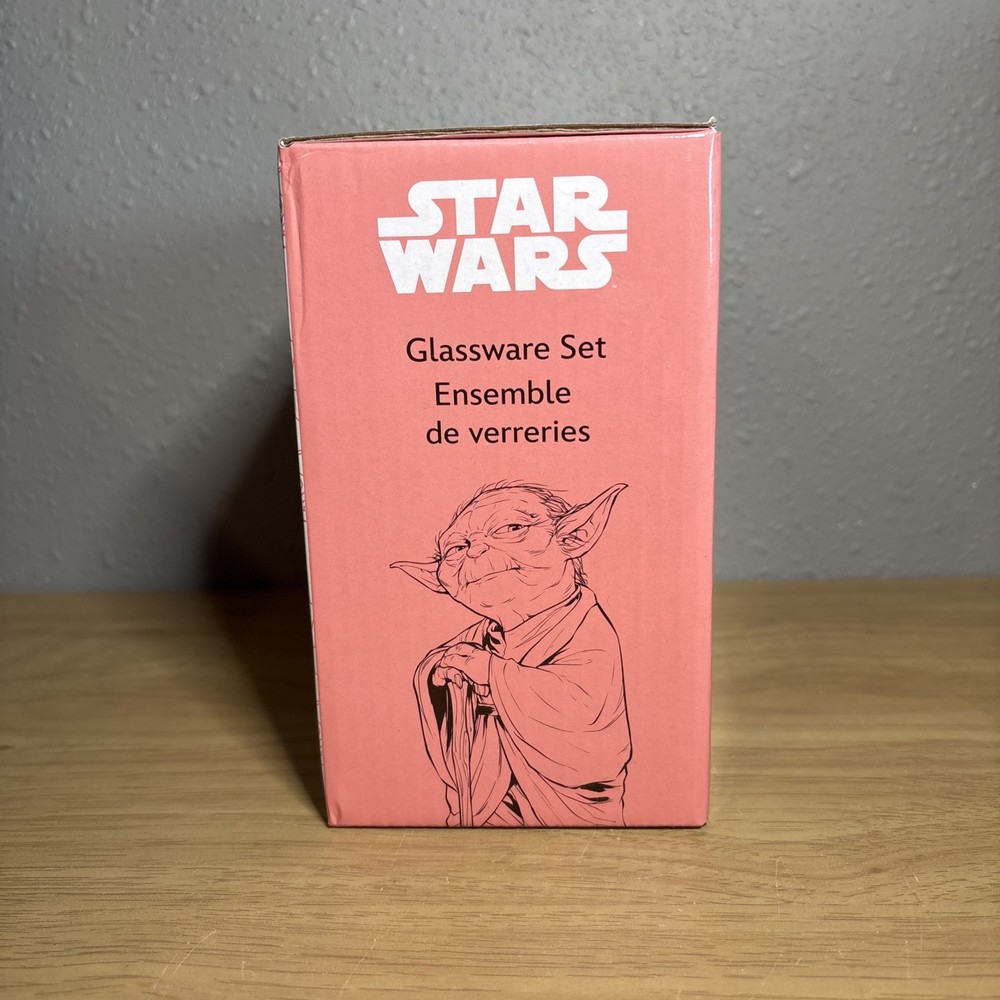 STAR
WARS
Glassware Set
Ensemble
de verreries